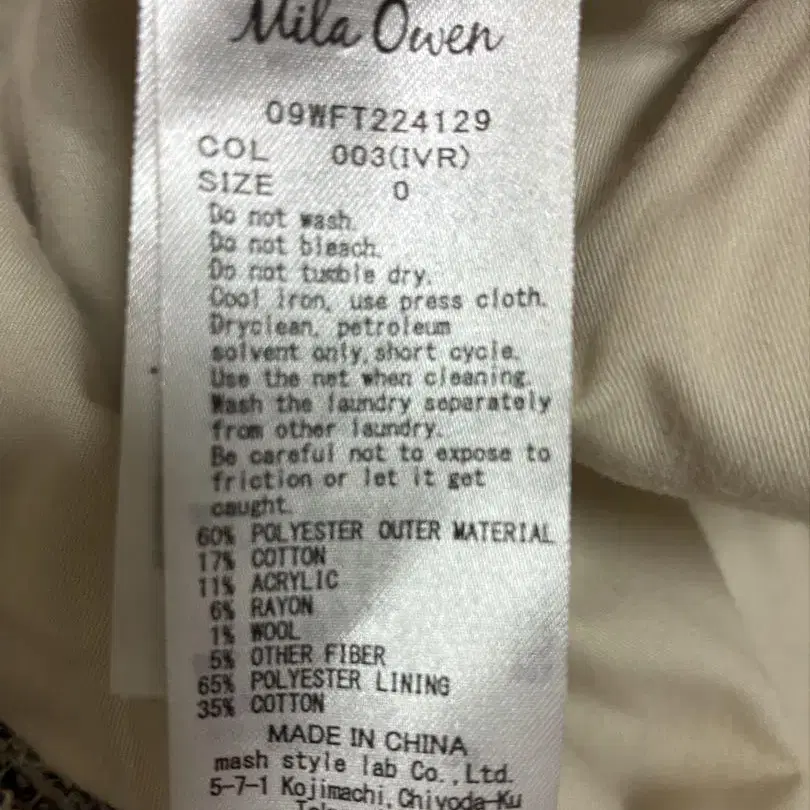 Mila Owen
09WFT224129
COL 003(IVR)
SIZE 0
Do not wash.
Do not bleach.
Do not tumble dry.
Cool iron, use press cloth.
Dryclean, petroleum
solvent only, short cycle.
Use the net when cleaning.
Wash the laundry separately
from other laundry.
Be careful not to expose to
friction or let it get
caught.
60% POLYESTER OUTER MATERIAL
17% COTTON
11% ACRYLIC
6% RAYON
1% WOOL
5% OTHER FIBER
65% POLYESTER LINING
35% COTTON
MADE IN CHINA
mash style lab Co.,Ltd.
5-7-1 Kojimachi, Chiyoda-Ku